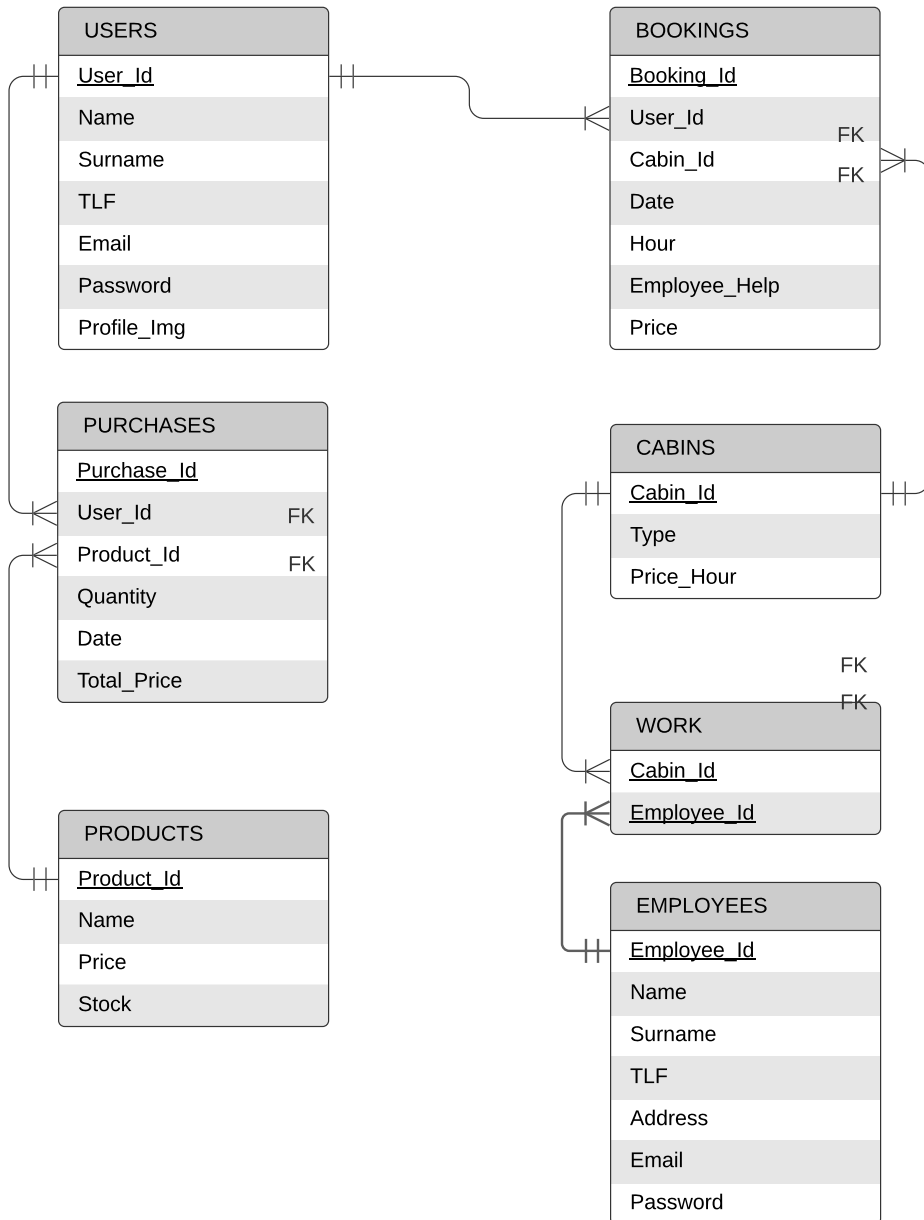 USERS
User_Id
Name
Surname
TLF
Email
Password
Profile_Img
BOOKINGS
Booking_Id
User_Id
FK
Cabin_Id
FK
Date
Hour
Employee_Help
Price
PURCHASES
Purchase_Id
User_Id FK
Product_Id FK
Quantity
Date
Total_Price
CABINS
Cabin_Id
Type
Price_Hour
FK
FK
WORK
Cabin_Id
Employee_Id
PRODUCTS
Product_Id
Name
Price
Stock
EMPLOYEES
Employee_Id
Name
Surname
TLF
Address
Email
Password